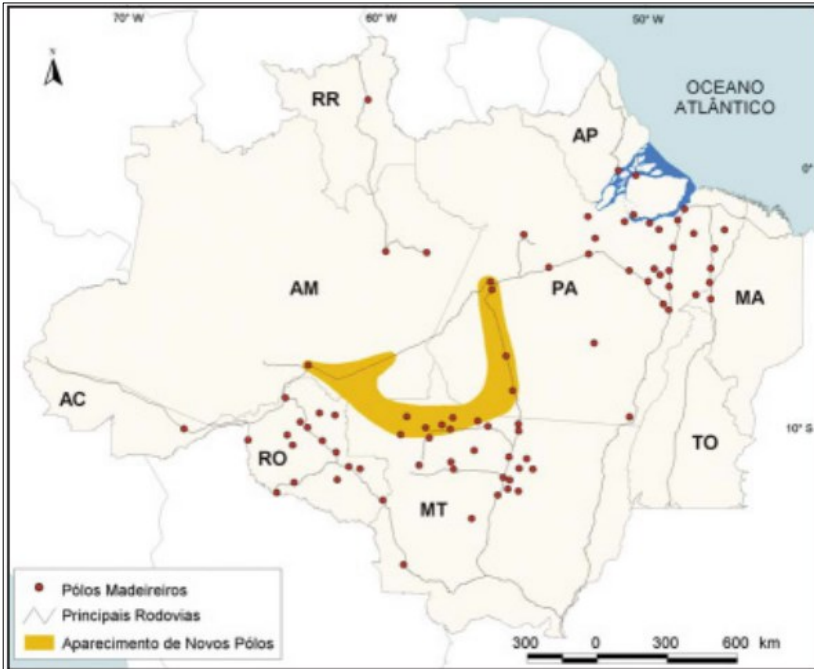 70° W 60° W 50° W
N
RR
OCEANO
ATLÂNTICO
AP
0°
AM
PA
MA
AC
TO
10° S
RO
MT
Pólos Madeireiros
Principais Rodovias
Aparecimento de Novos Pólos
300 0 300 600 km